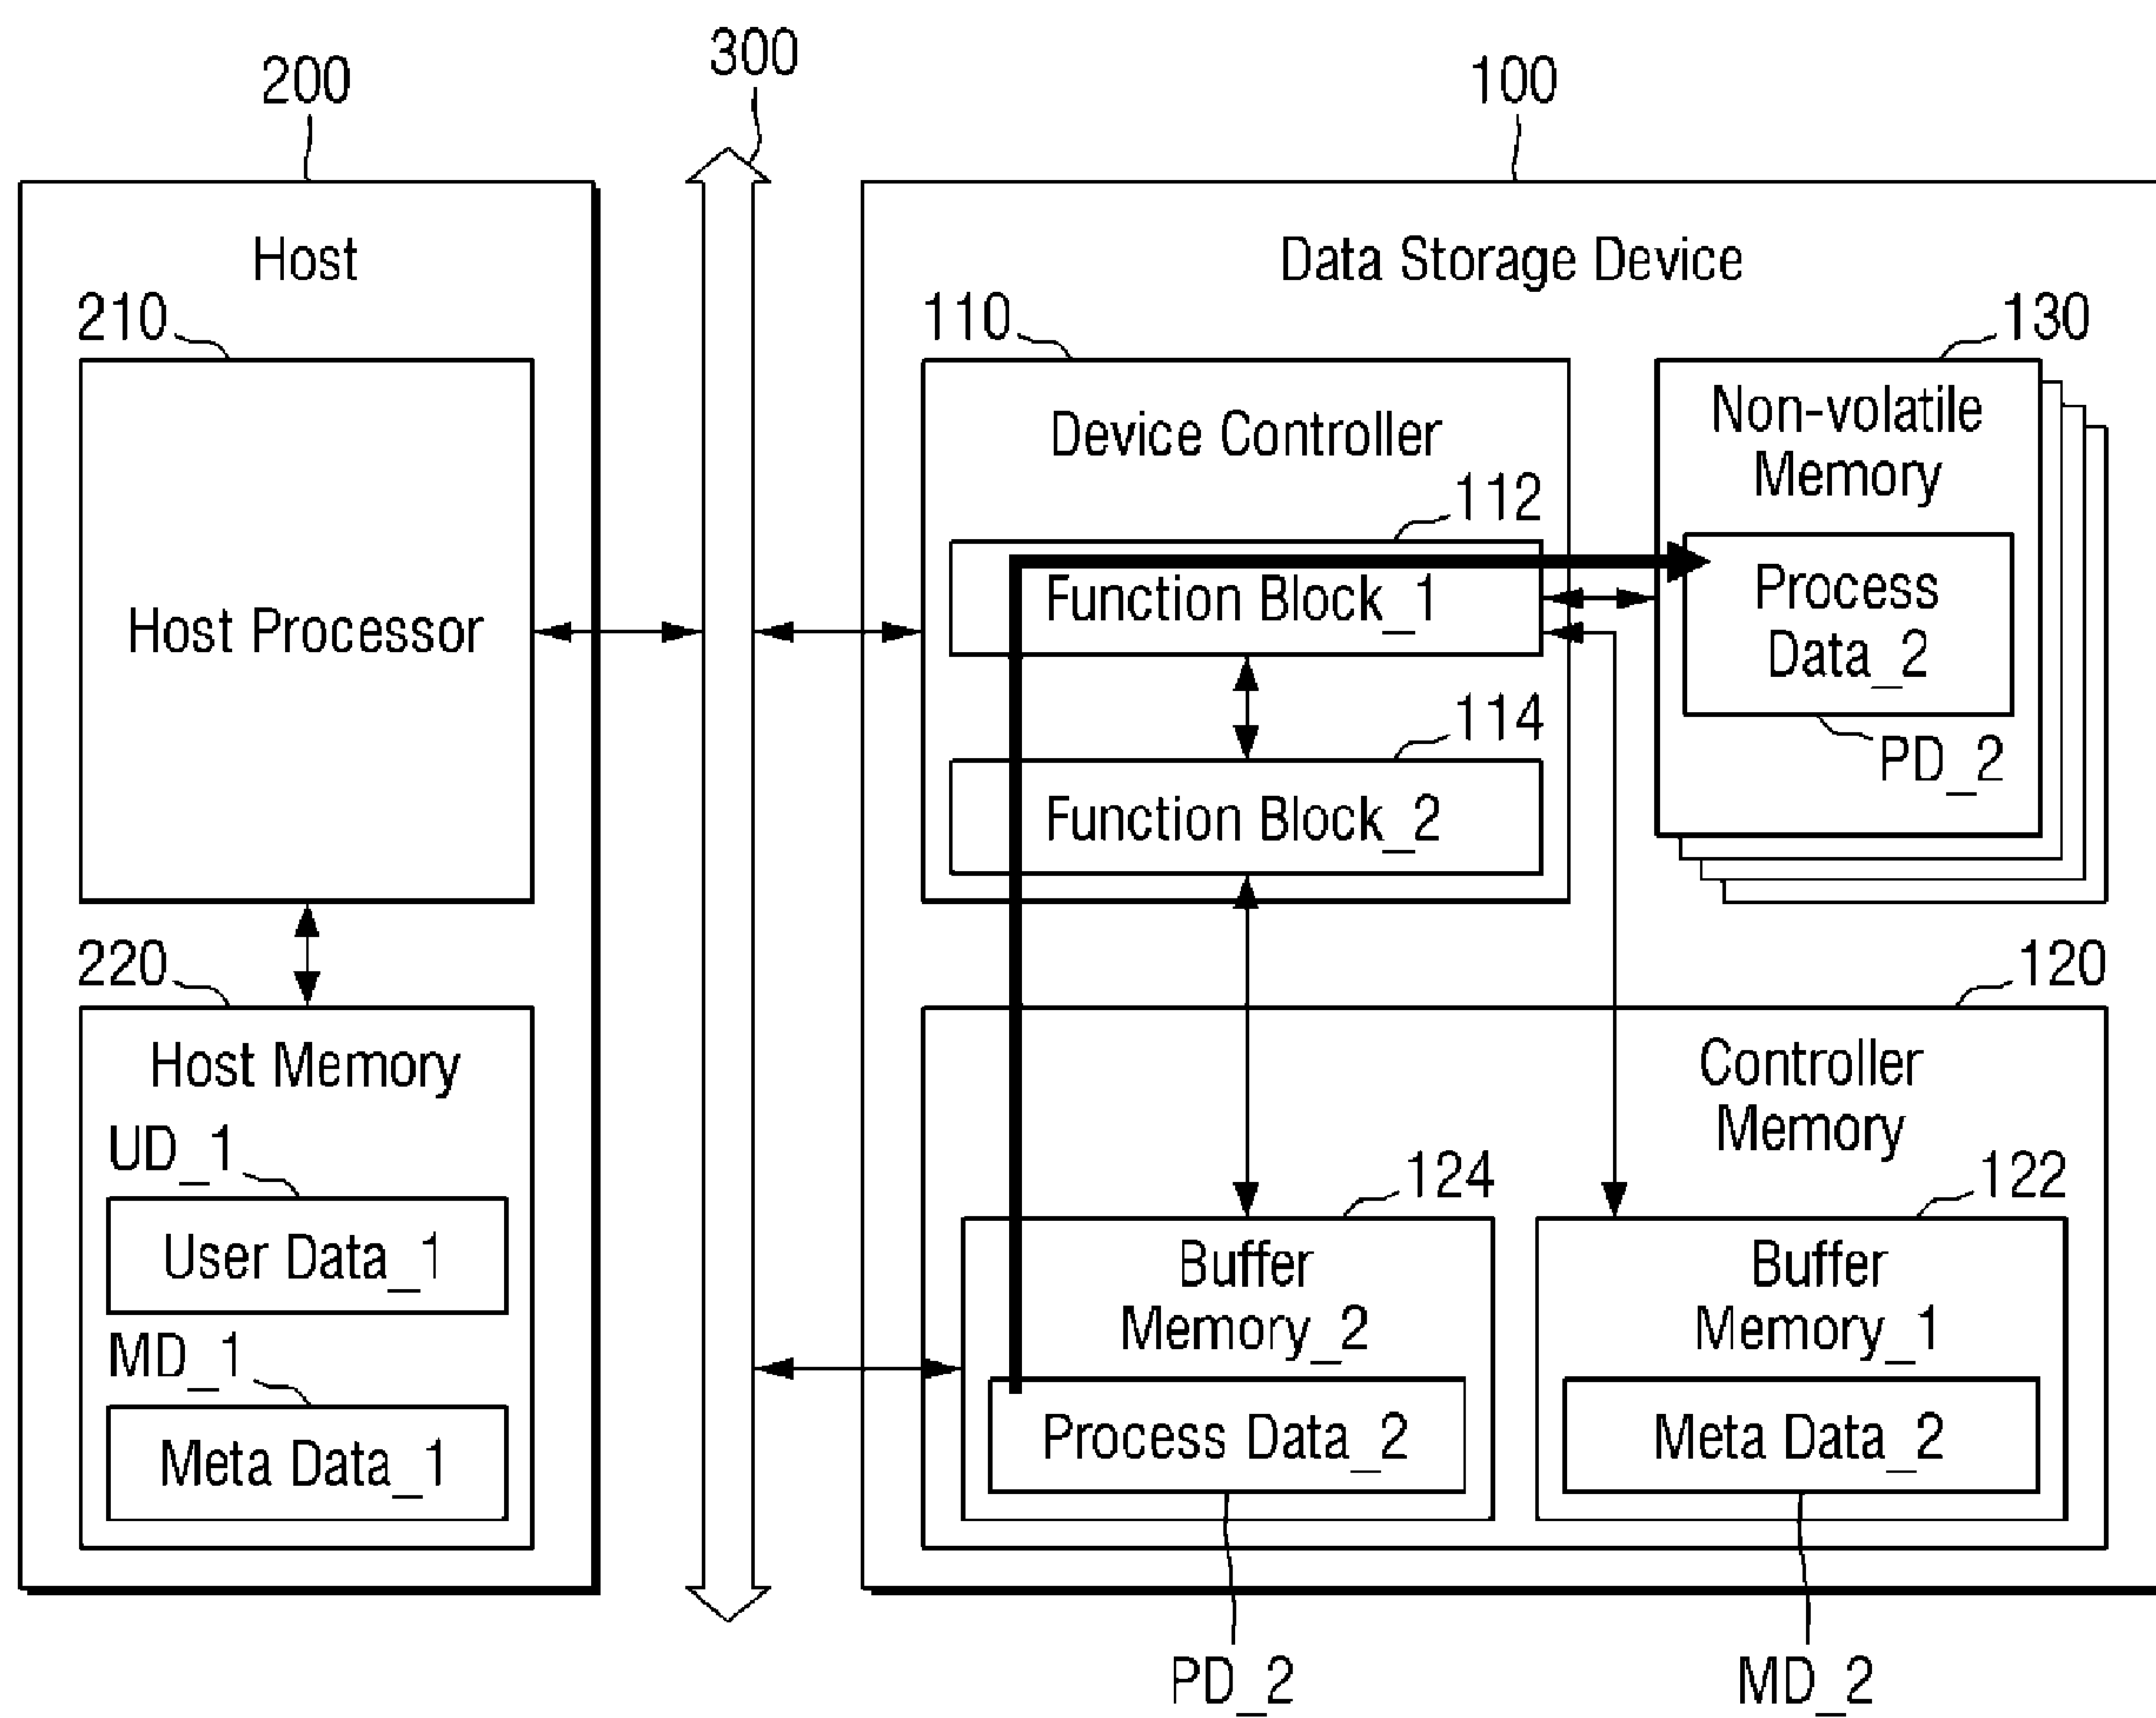 300
200
100
Host
Data Storage Device
210
110
130
Host Processor
Device Controller
112
Function Block_1
114
Function Block_2
Non-volatile
Memory
Process
Data_2
PD_2
220
120
Host Memory
UD_1
User Data_1
MD_1
Meta Data_1
Controller
Memory
124
122
Buffer
Memory_2
Process Data_2
Buffer
Memory_1
Meta Data_2
PD_2
MD_2